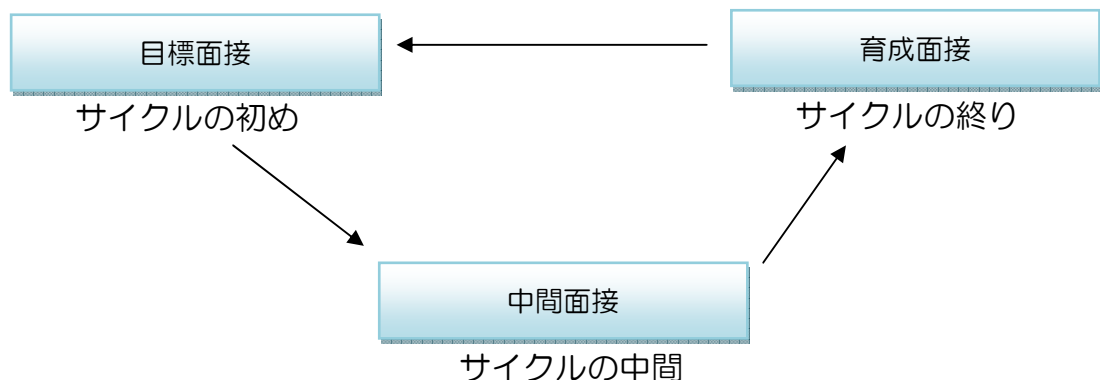 目標面接
サイクルの初め
育成面接
サイクルの終り
中間面接
サイクルの中間